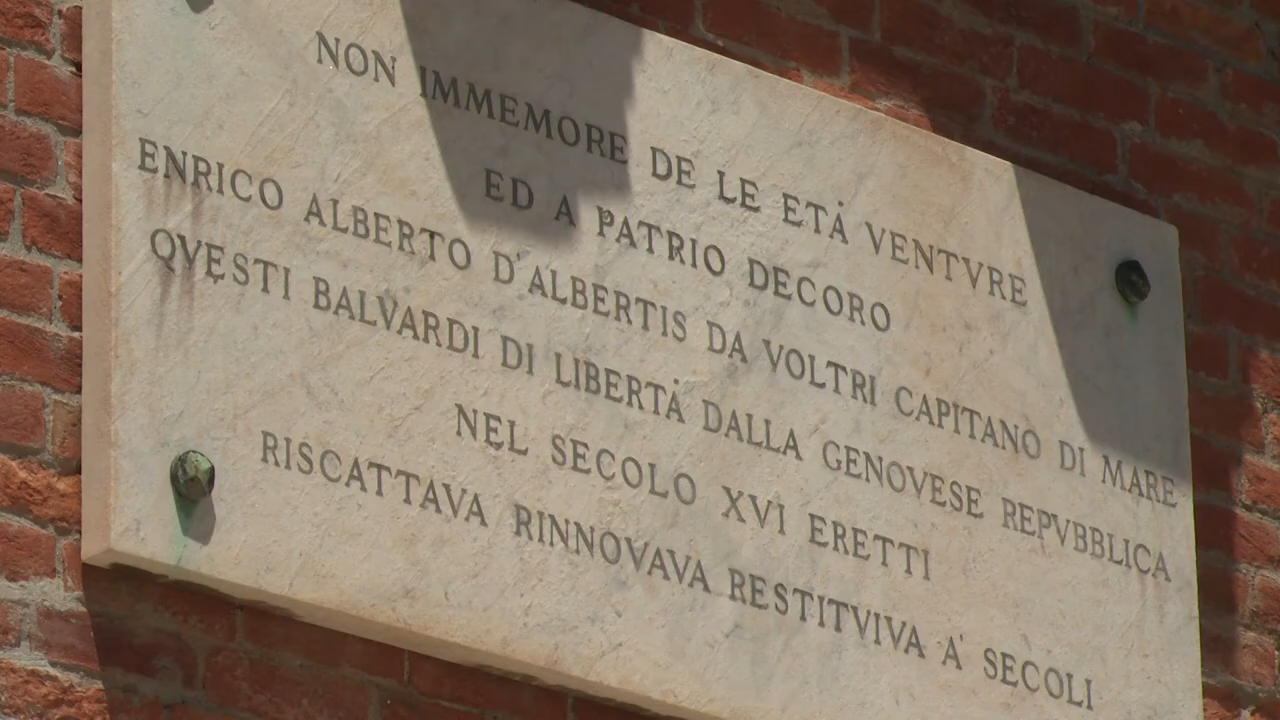 NON IMMEMORE DE LE ETÀ VENTVRE
ED A PATRIO DECORO
ENRICO ALBERTO D'ALBERTIS DA VOLTRI CAPITANO DI MARE
QVESTI BALVARDI DI LIBERTÀ DALLA GENOVESE REPVBBLICA
NEL SECOLO XVI ERETTI
RISCATTAVA RINNOVAVA RESTITVIVA A' SECOLI